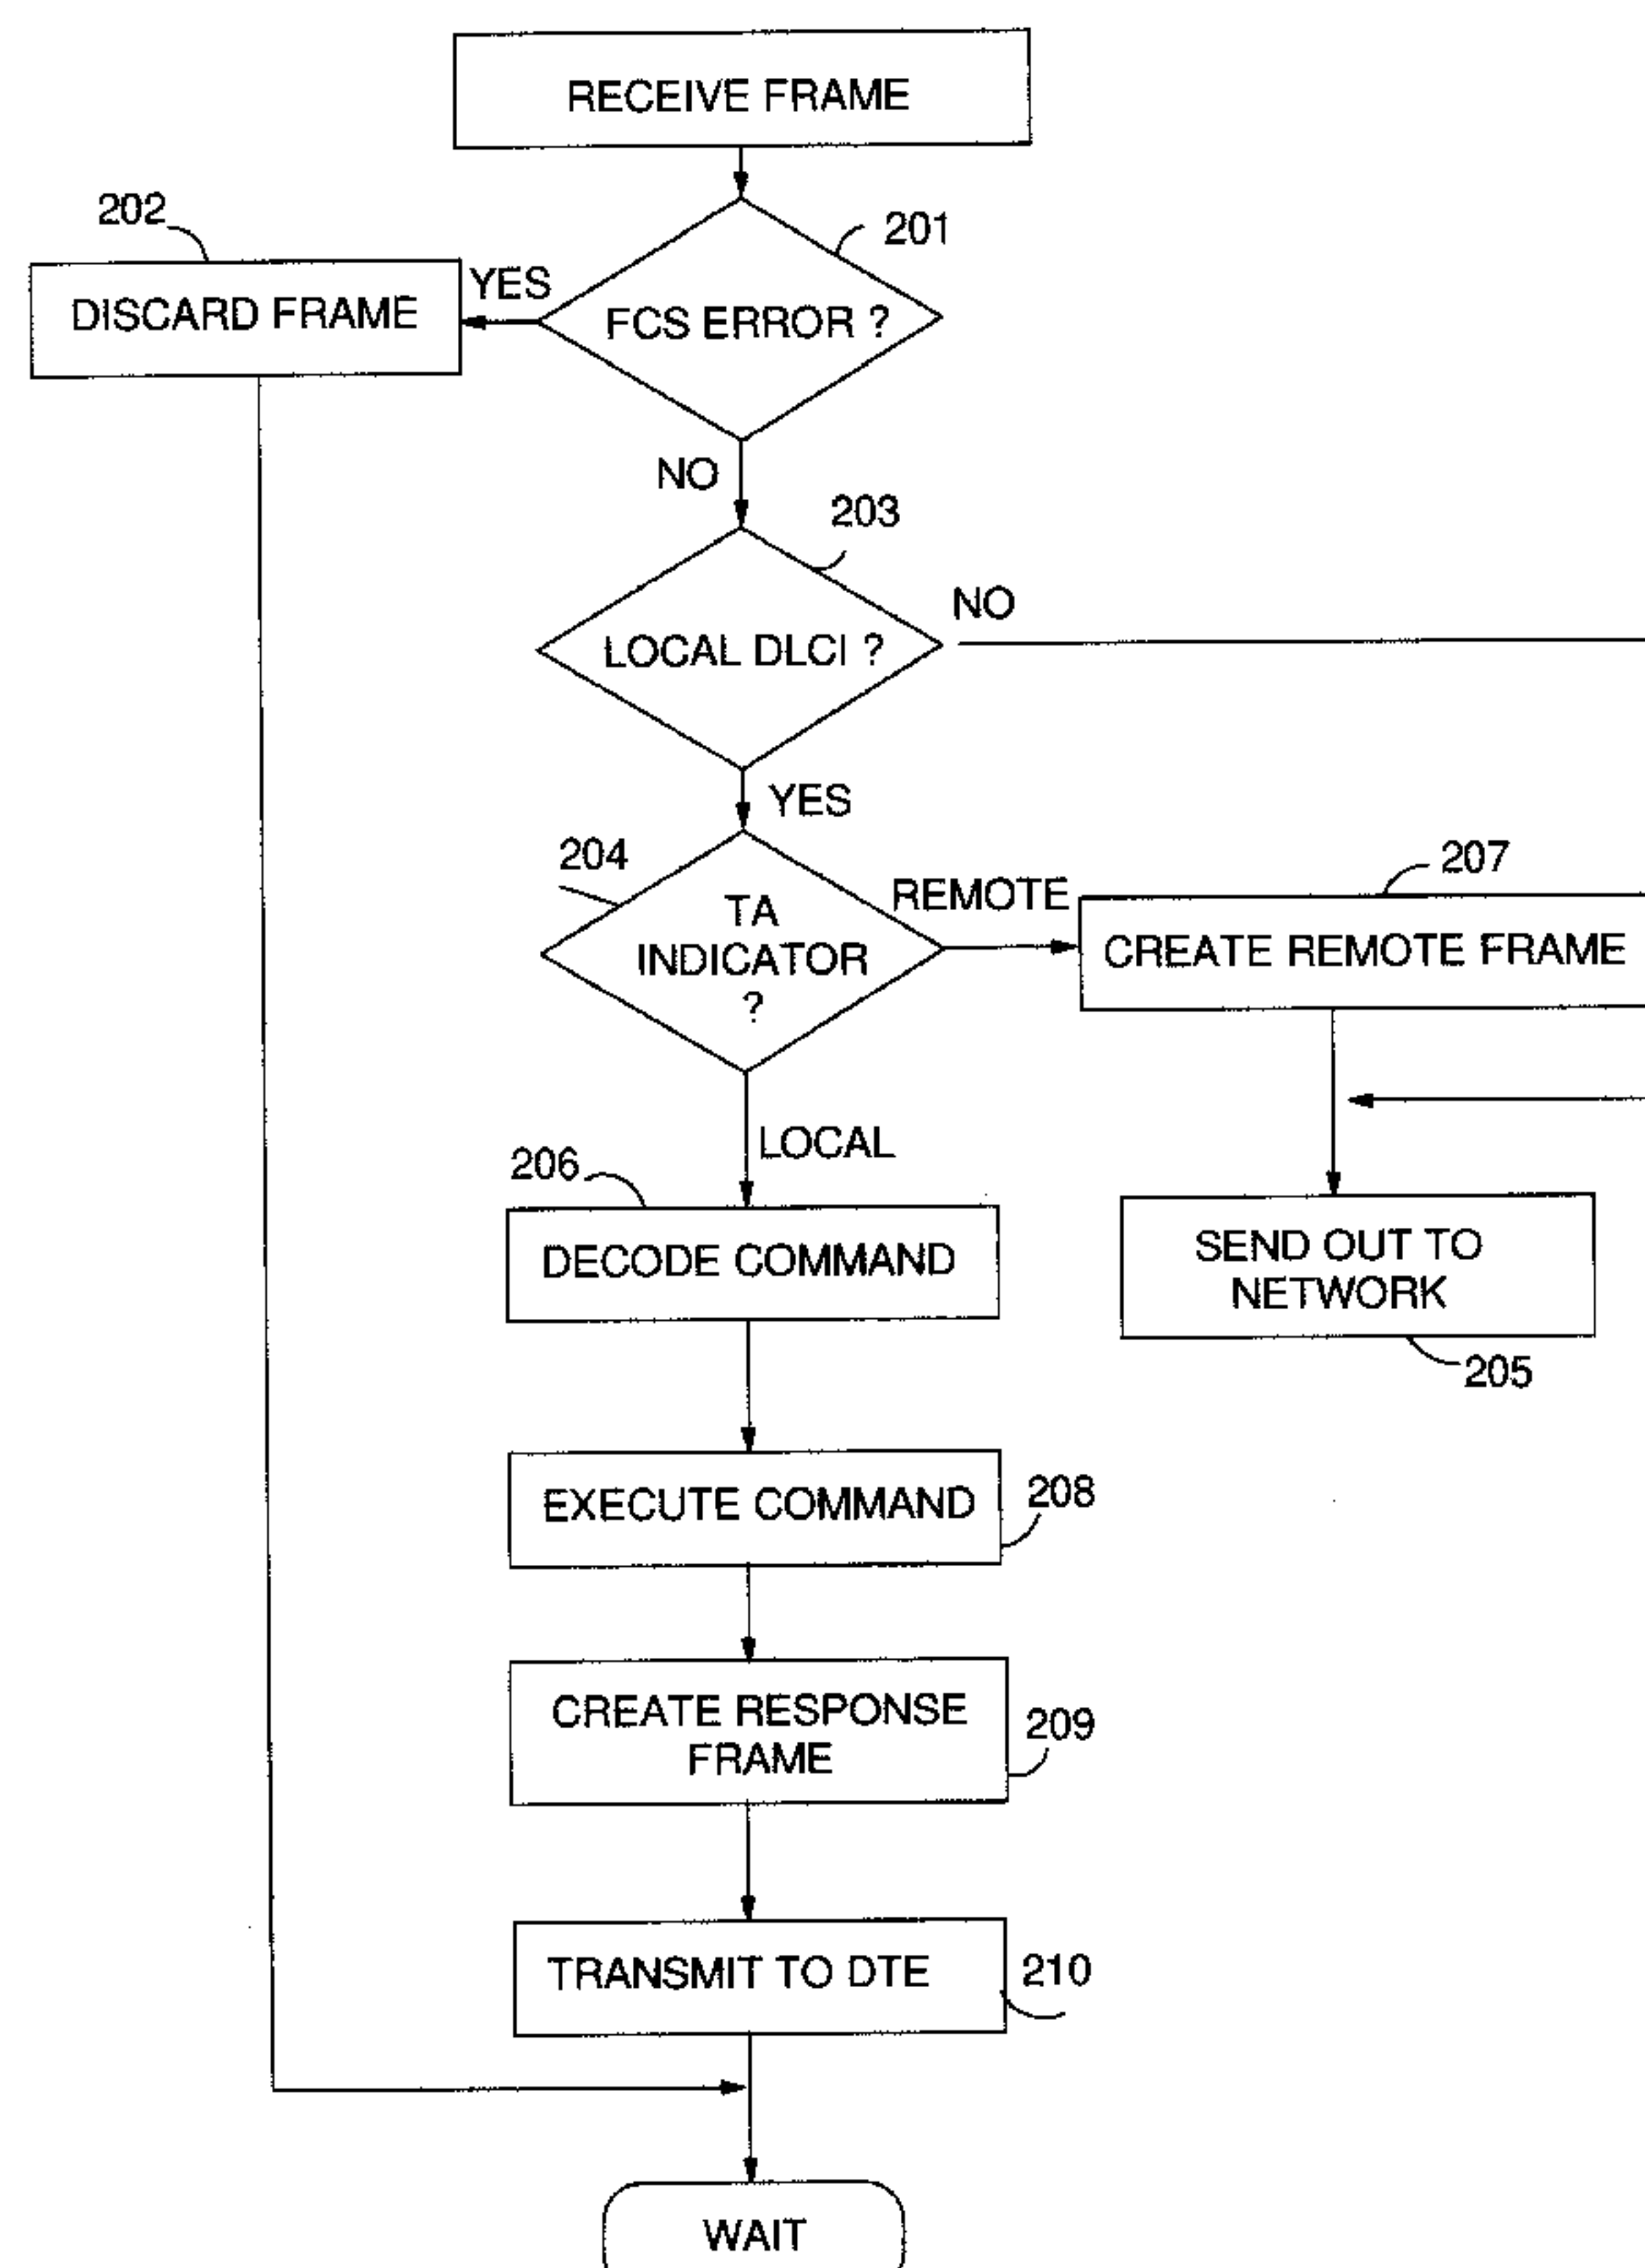 RECEIVE FRAME
202
201
YES
DISCARD FRAME
FCS ERROR ?
NO
203
NO
LOCAL DLCI ?
YES
204
207
REMOTE
TA
INDICATOR
?
CREATE REMOTE FRAME
LOCAL
206
DECODE COMMAND
SEND OUT TO
NETWORK
205
EXECUTE COMMAND
208
CREATE RESPONSE
FRAME
209
TRANSMIT TO DTE
210
WAIT